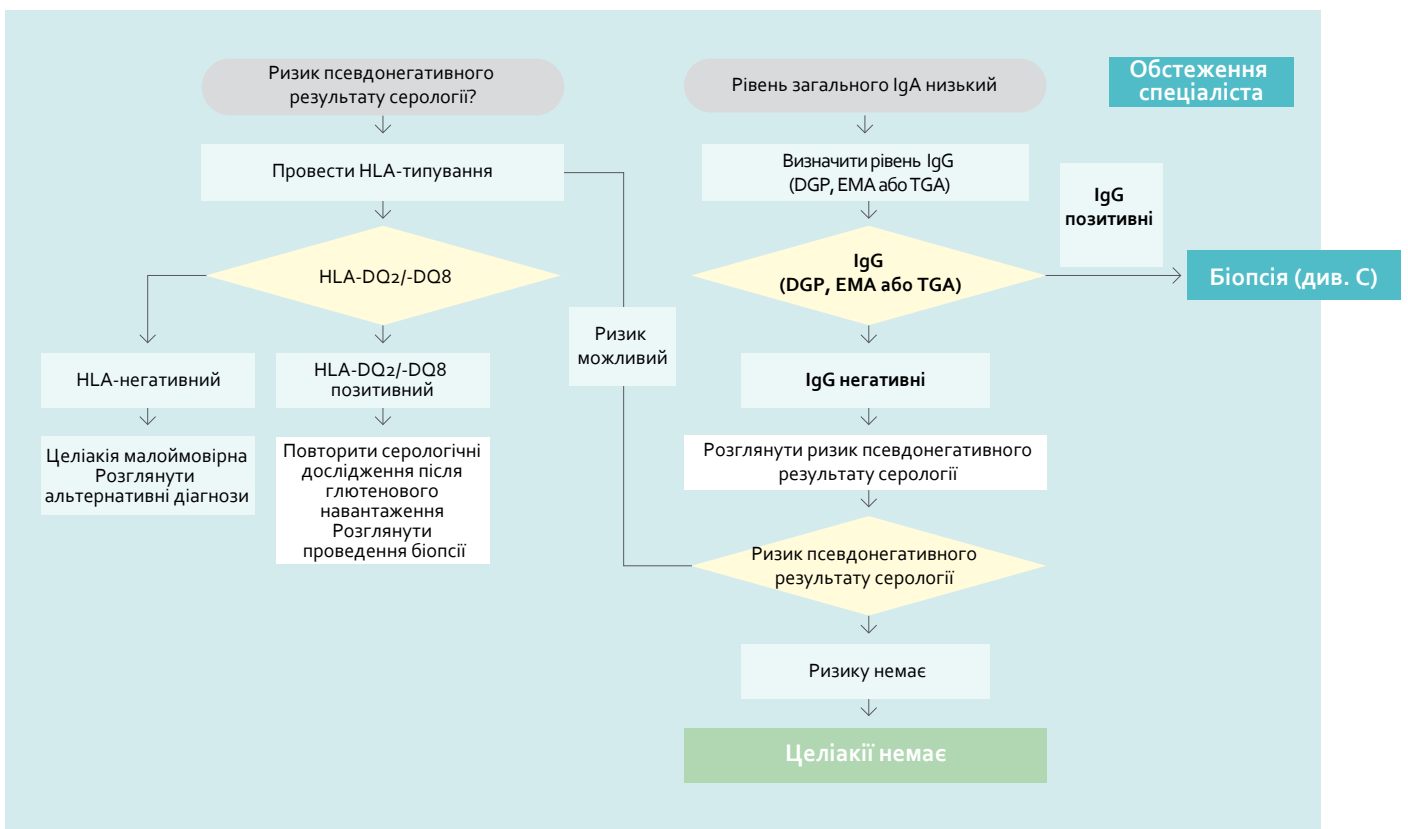 Ризик псевдонегативного
результату серології?
Провести HLA-типування
HLA-DQ2/-DQ8
HLA-негативний
Целіакія малоймовірна
Розглянути
альтернативні діагнози
HLA-DQ2/-DQ8
позитивний
Повторити серологічні
дослідження після
глютенового
навантаження
Розглянути
проведення біопсії
Ризик
можливий
Рівень загального IgA низький
Визначити рівень IgG
(DGP, EMA або TGA)
IgG
(DGP, EMA або TGA)
IgG негативні
Розглянути ризик псевдонегативного
результату серології
Ризик псевдонегативного
результату серології
Ризику немає
Целіакії немає
Обстеження
спеціаліста
IgG
позитивні
Біопсія (див. С)